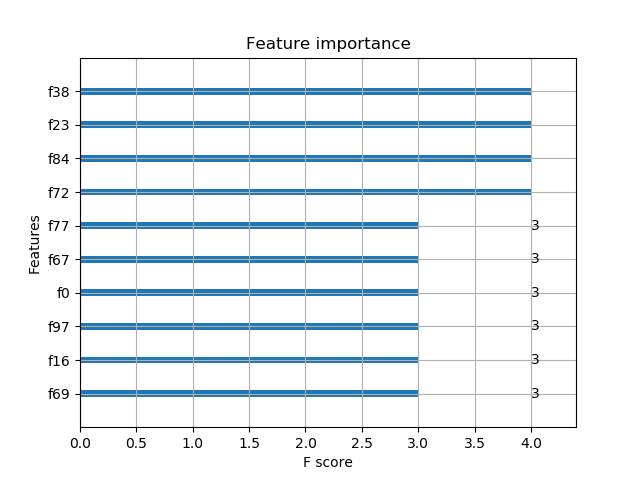 Feature importance
f38
f23
f84
f72
f77 3
f67 3
f0 3
f97 3
f16 3
f69 3
Features
0.0 0.5 1.0 1.5 2.0 2.5 3.0 3.5 4.0
F score